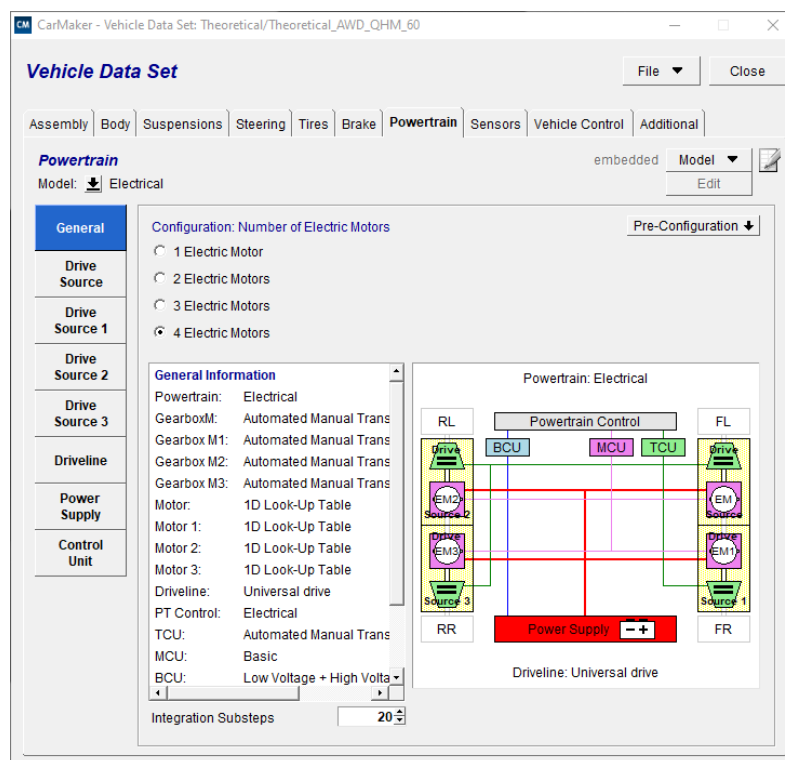 CM CarMaker - Vehicle Data Set: Theoretical/Theoretical_AWD_QHM_60
Vehicle Data Set
File
Close
Assembly Body Suspensions Steering Tires Brake Powertrain Sensors Vehicle Control Additional
Powertrain
embedded Model
Model: Electrical
Edit
General
Drive
Source
Drive
Source 1
Drive
Source 2
Drive
Source 3
Driveline
Power
Supply
Control
Unit
Configuration: Number of Electric Motors
Pre-Configuration
1 Electric Motor
2 Electric Motors
3 Electric Motors
4 Electric Motors
General Information
Powertrain: Electrical
GearboxM: Automated Manual Trans
Gearbox M1: Automated Manual Trans
Gearbox M2: Automated Manual Trans
Gearbox M3: Automated Manual Trans
Motor: 1D Look-Up Table
Motor 1: 1D Look-Up Table
Motor 2: 1D Look-Up Table
Motor 3: 1D Look-Up Table
Driveline: Universal drive
PT Control: Electrical
TCU: Automated Manual Trans
MCU: Basic
BCU: Low Voltage + High Volta
Integration Substeps 20
Powertrain: Electrical
RL Powertrain Control FL
Drive BCU MCU TCU Drive
EM2 EM
Source 2 Source
Drive Drive
EM3 EM1
Source 3 Source 1
RR Power Supply - + FR
Driveline: Universal drive